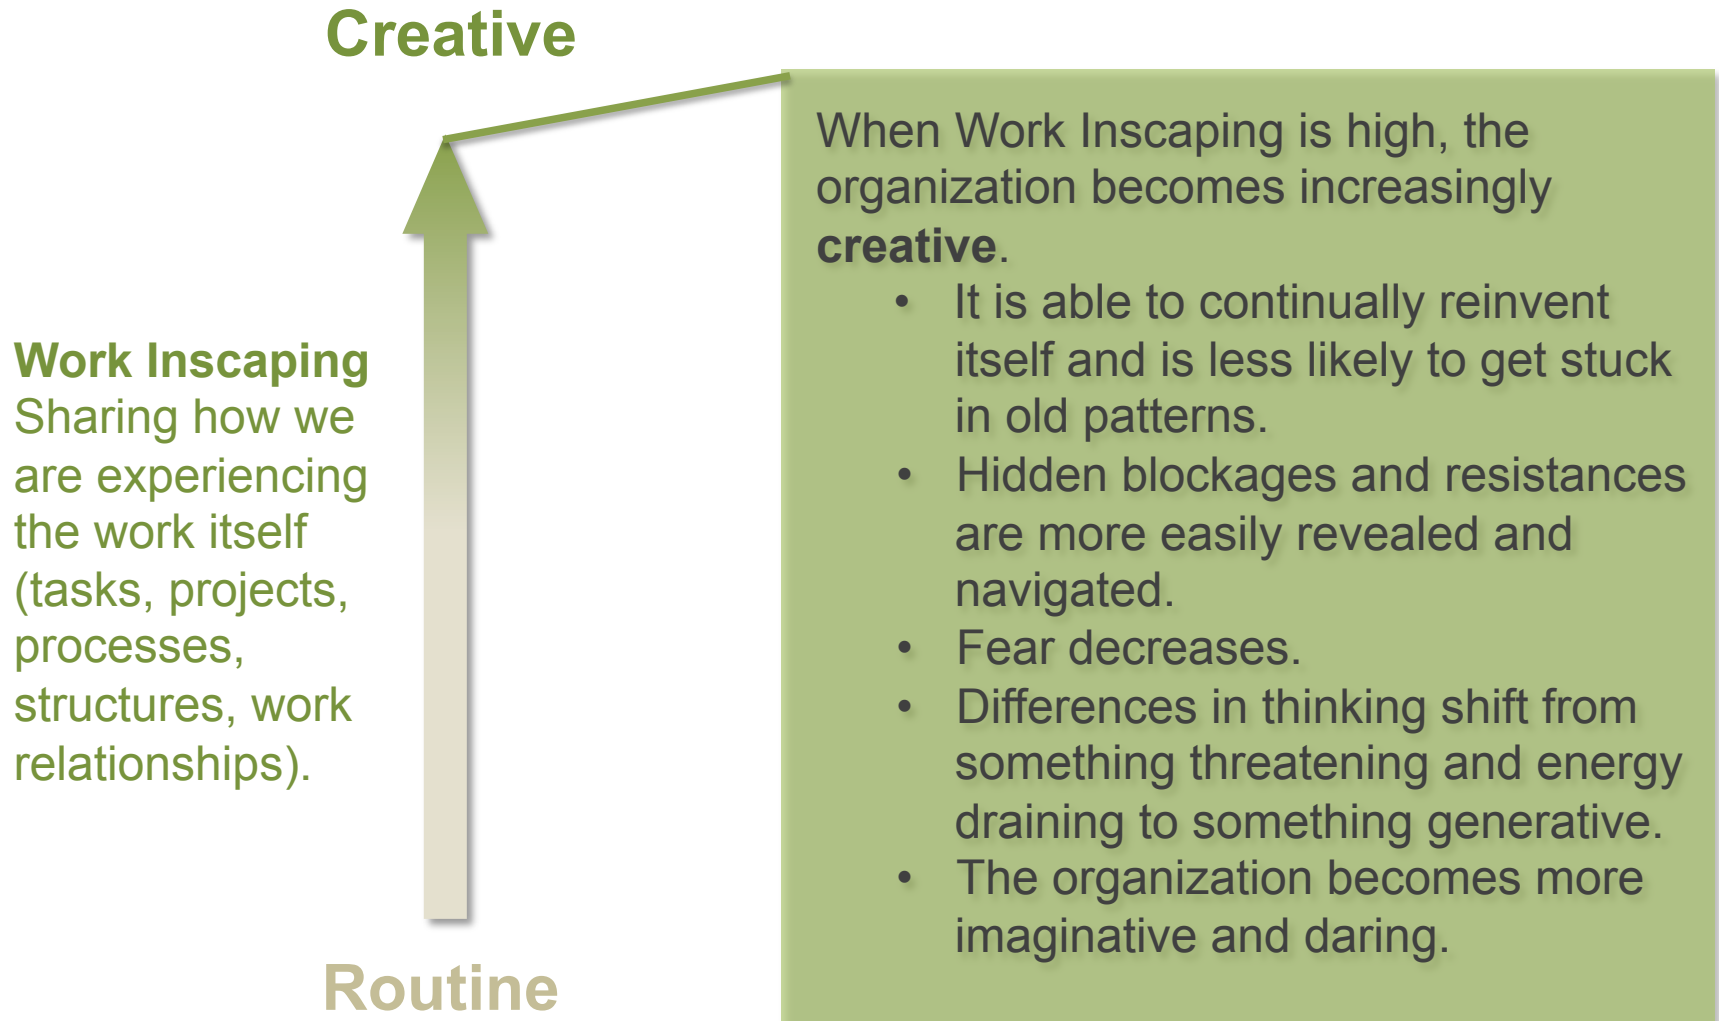 Creative
Work Inscaping
Sharing how we
are experiencing
the work itself
(tasks, projects,
processes,
structures, work
relationships).
Routine
When Work Inscaping is high, the
organization becomes increasingly
creative.
• It is able to continually reinvent
itself and is less likely to get stuck
in old patterns.
• Hidden blockages and resistances
are more easily revealed and
navigated.
• Fear decreases.
• Differences in thinking shift from
something threatening and energy
draining to something generative.
• The organization becomes more
imaginative and daring.